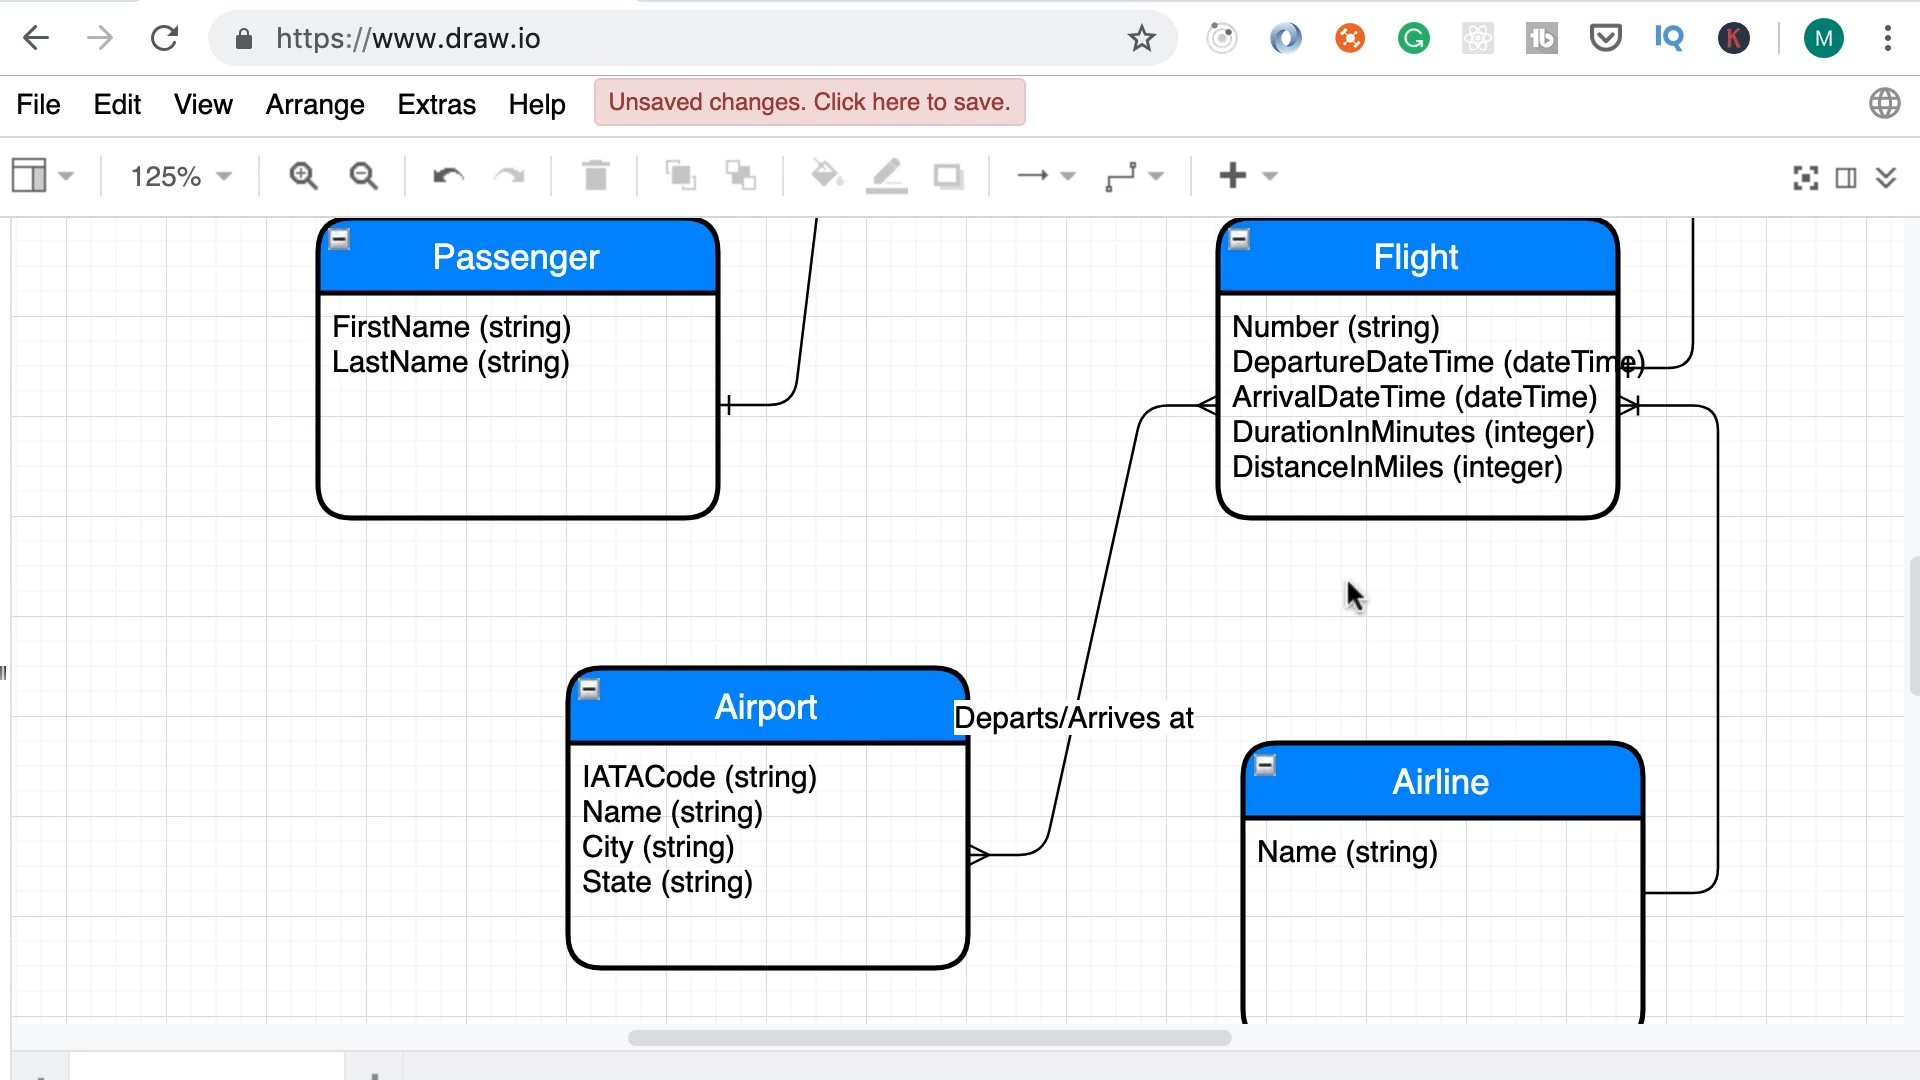 https://www.draw.io
M
File Edit View Arrange Extras Help Unsaved changes. Click here to save.
125%
Passenger
FirstName (string)
LastName (string)
Flight
Number (string)
DepartureDateTime (dateTime)
ArrivalDateTime (dateTime)
DurationInMinutes (integer)
DistanceInMiles (integer)
Airport
IATACode (string)
Name (string)
City (string)
State (string)
Departs/Arrives at
Airline
Name (string)